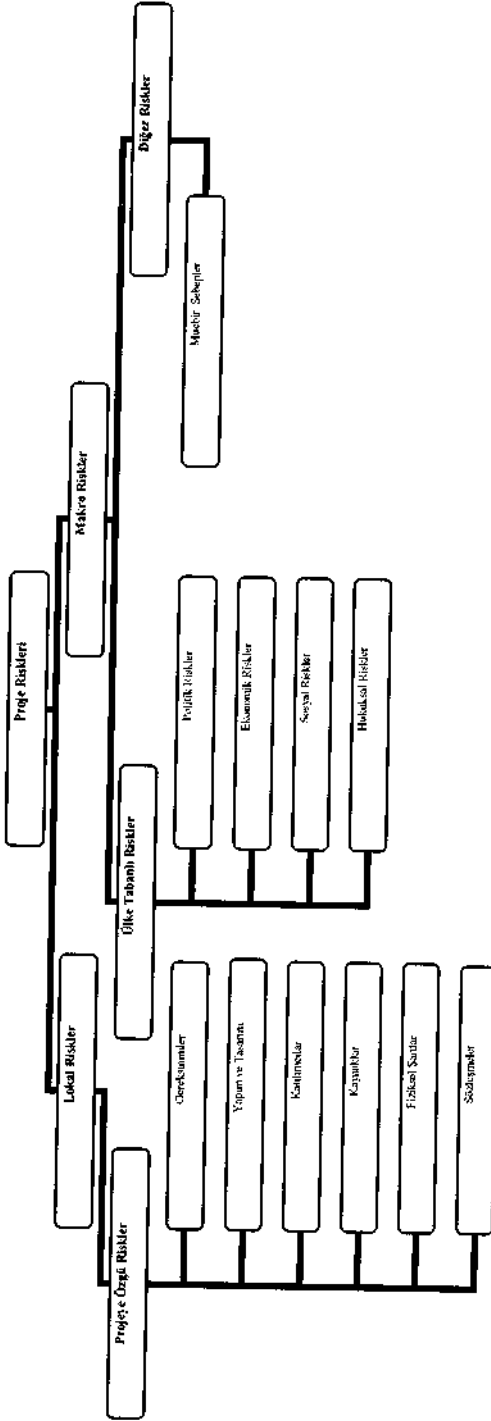 Proje Riskleri
Lokal Riskler
Makro Riskler
Projeye Özgü Riskler
Ülke Tabanlı Riskler
Diğer Riskler
Gereksinimler
Yapım ve Tasarım
Katılımcılar
Kaynaklar
Fiziksel Şartlar
Sözleşmeler
Politik Riskler
Ekonomik Riskler
Sosyal Riskler
Hukuksal Riskler
Mucbir Sebepler